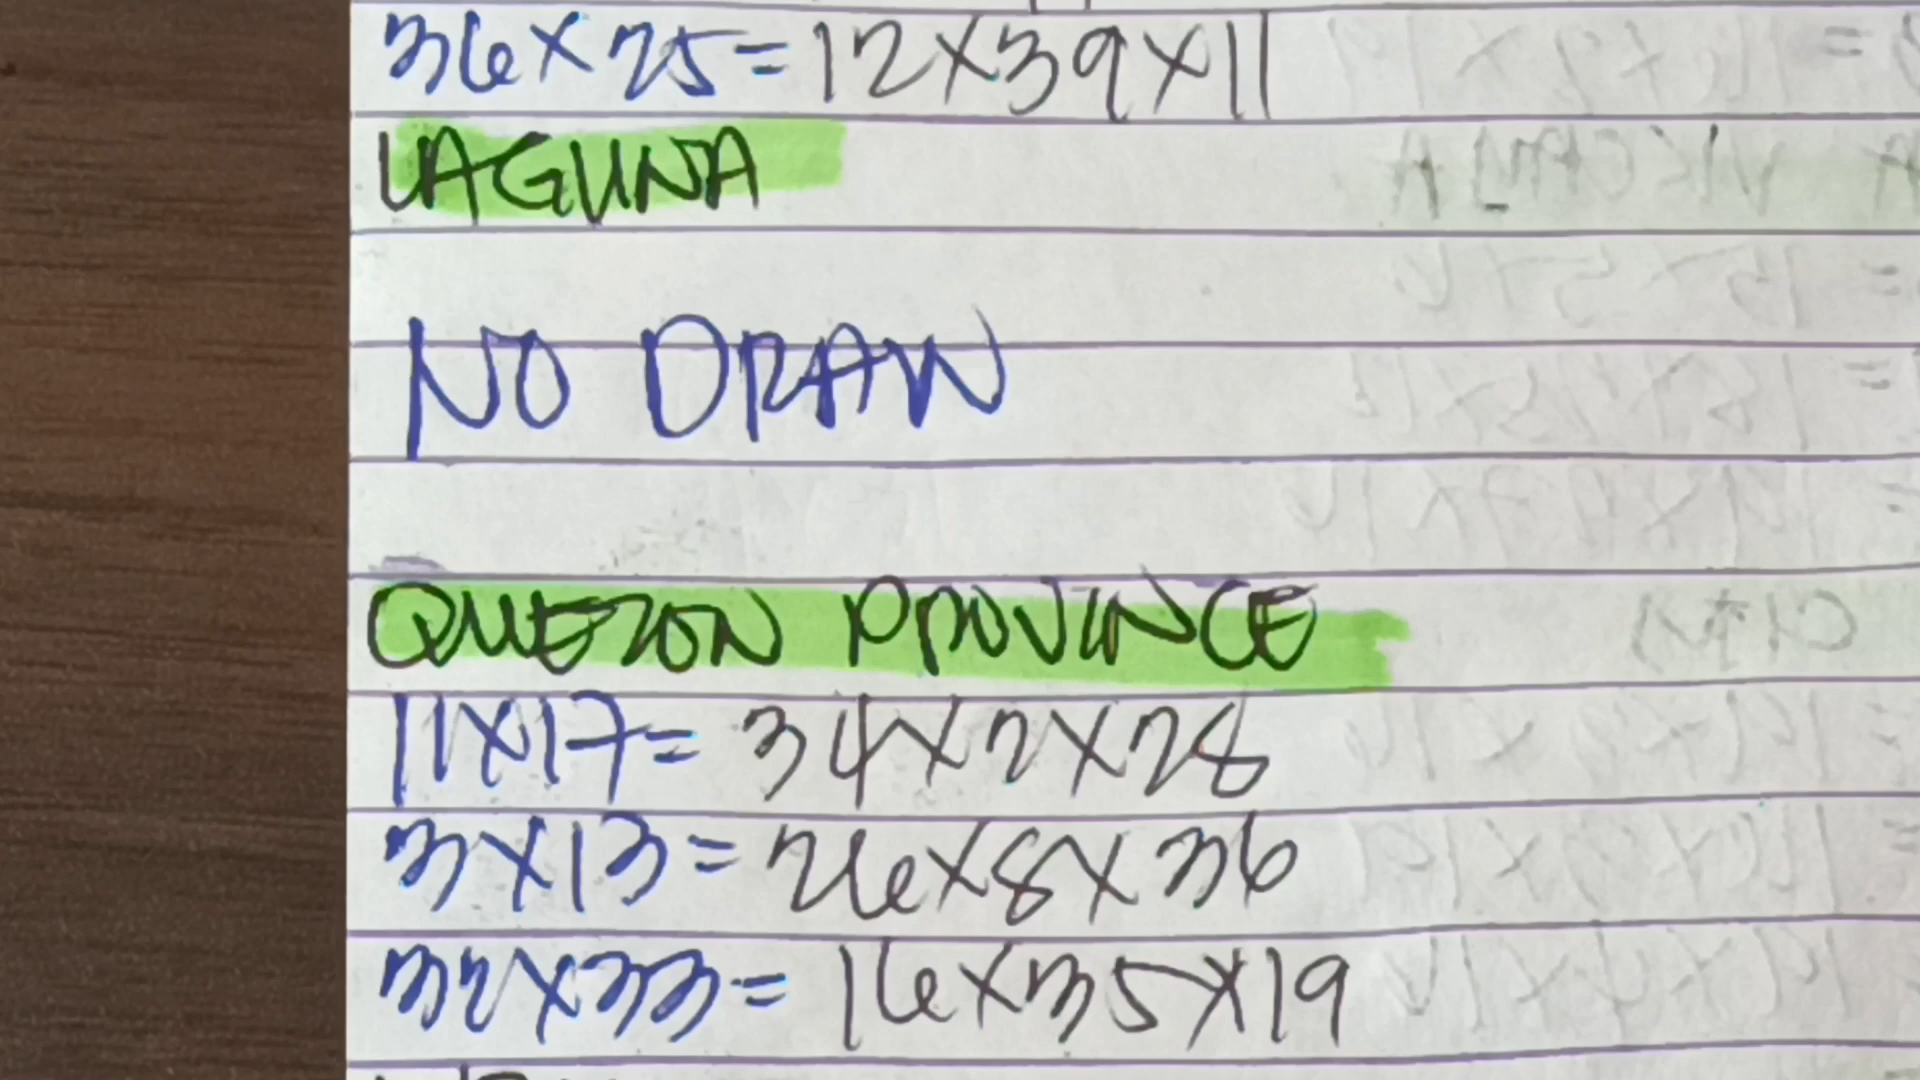 36×25=12×39×11
LAGUNA
NO DRAW
QUEZON PROVINCE
11×17=34×2×28
3×13=26×8×36
32×33=16×35×19